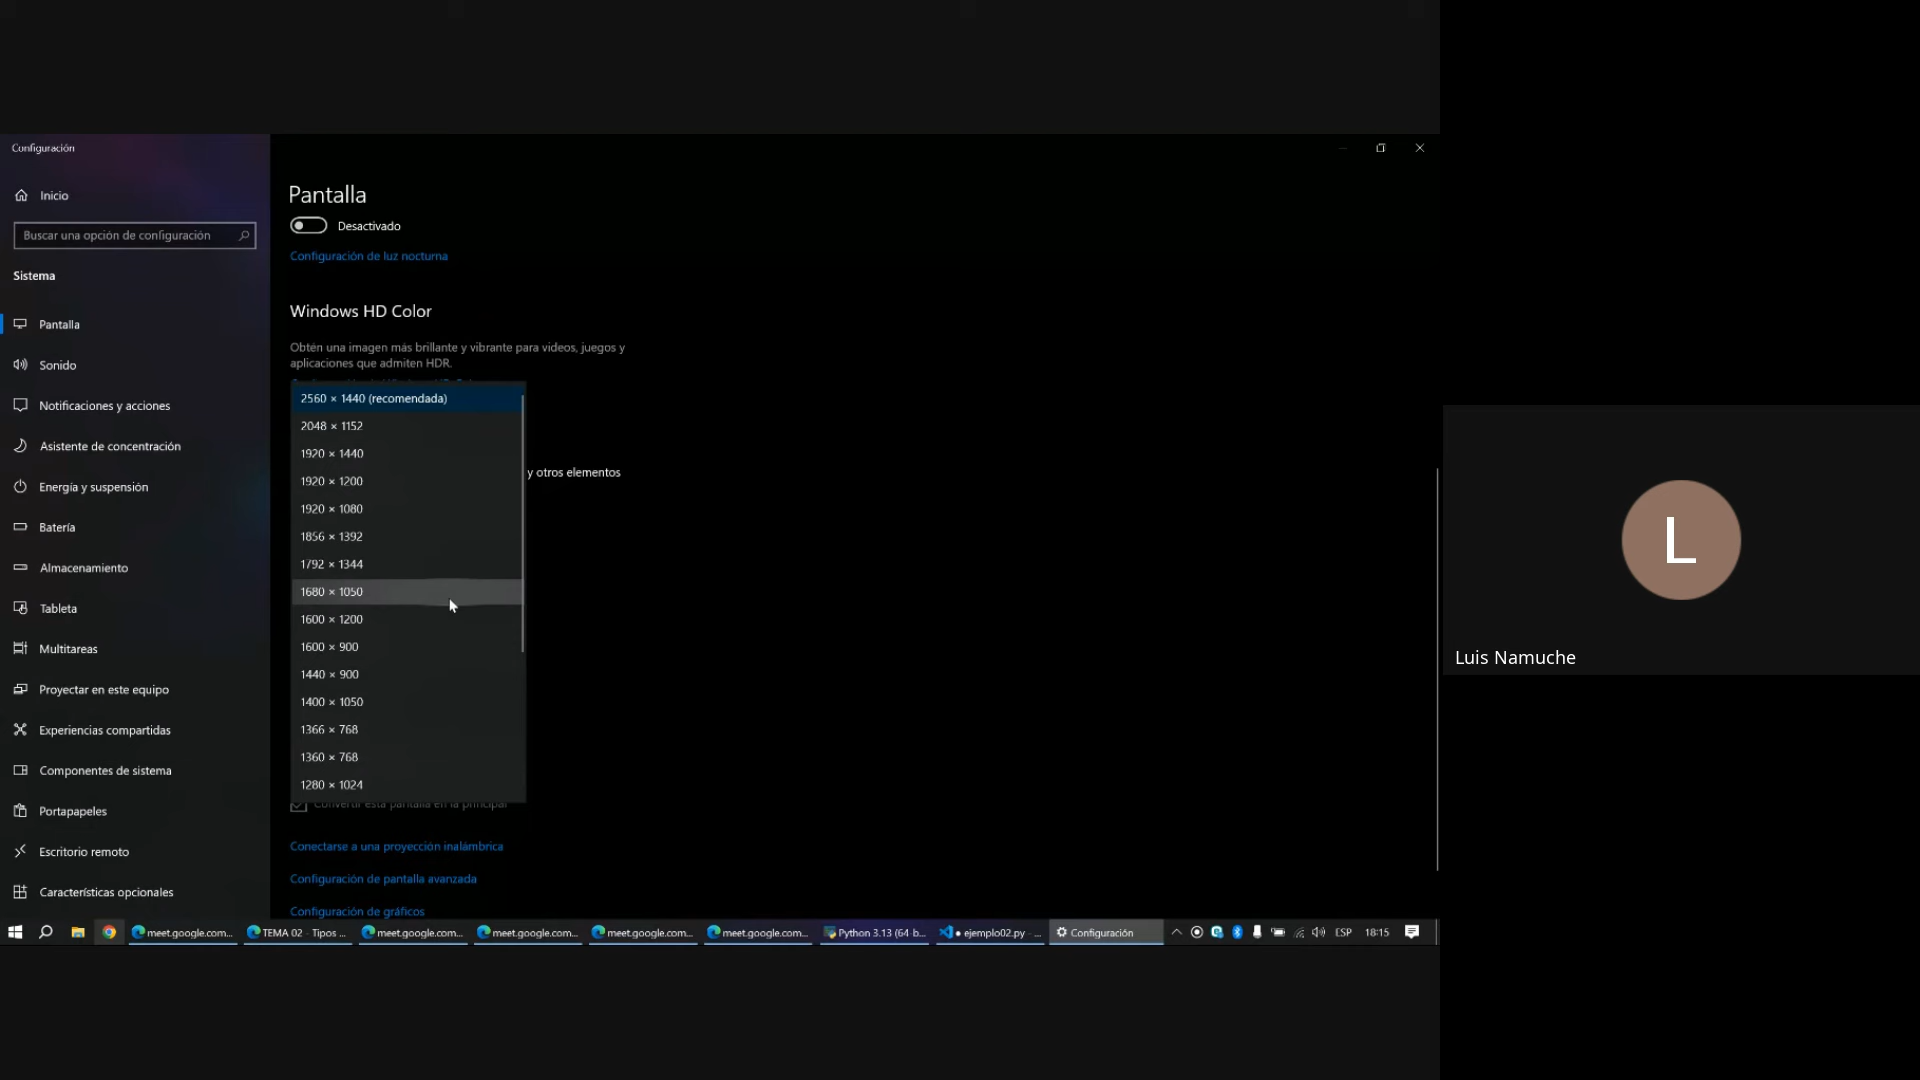 Configuración
Inicio
Buscar una opción de configuración
Sistema
Pantalla
Sonido
Notificaciones y acciones
Asistente de concentración
Energía y suspensión
Batería
Almacenamiento
Tableta
Multitareas
Proyectar en este equipo
Experiencias compartidas
Componentes de sistema
Portapapeles
Escritorio remoto
Características opcionales
Pantalla
Desactivado
Configuración de luz nocturna
Windows HD Color
Obtén una imagen más brillante y vibrante para videos, juegos y
aplicaciones que admiten HDR.
2560 × 1440 (recomendada)
2048 × 1152
1920 × 1440
y otros elementos
1920 × 1200
1920 × 1080
1856 × 1392
1792 × 1344
1680 × 1050
1600 × 1200
1600 × 900
1440 × 900
1400 × 1050
1366 × 768
1360 × 768
1280 × 1024
Convertir esta pantalla en la principal
Conectarse a una proyección inalámbrica
Configuración de pantalla avanzada
Configuración de gráficos
meet.google.com...
TEMA 02 - Tipos ...
meet.google.com...
meet.google.com...
meet.google.com...
meet.google.com...
Python 3.13 (64-b...
● ejemplo02.py - ...
Configuración
ESP
18:15
L
Luis Namuche